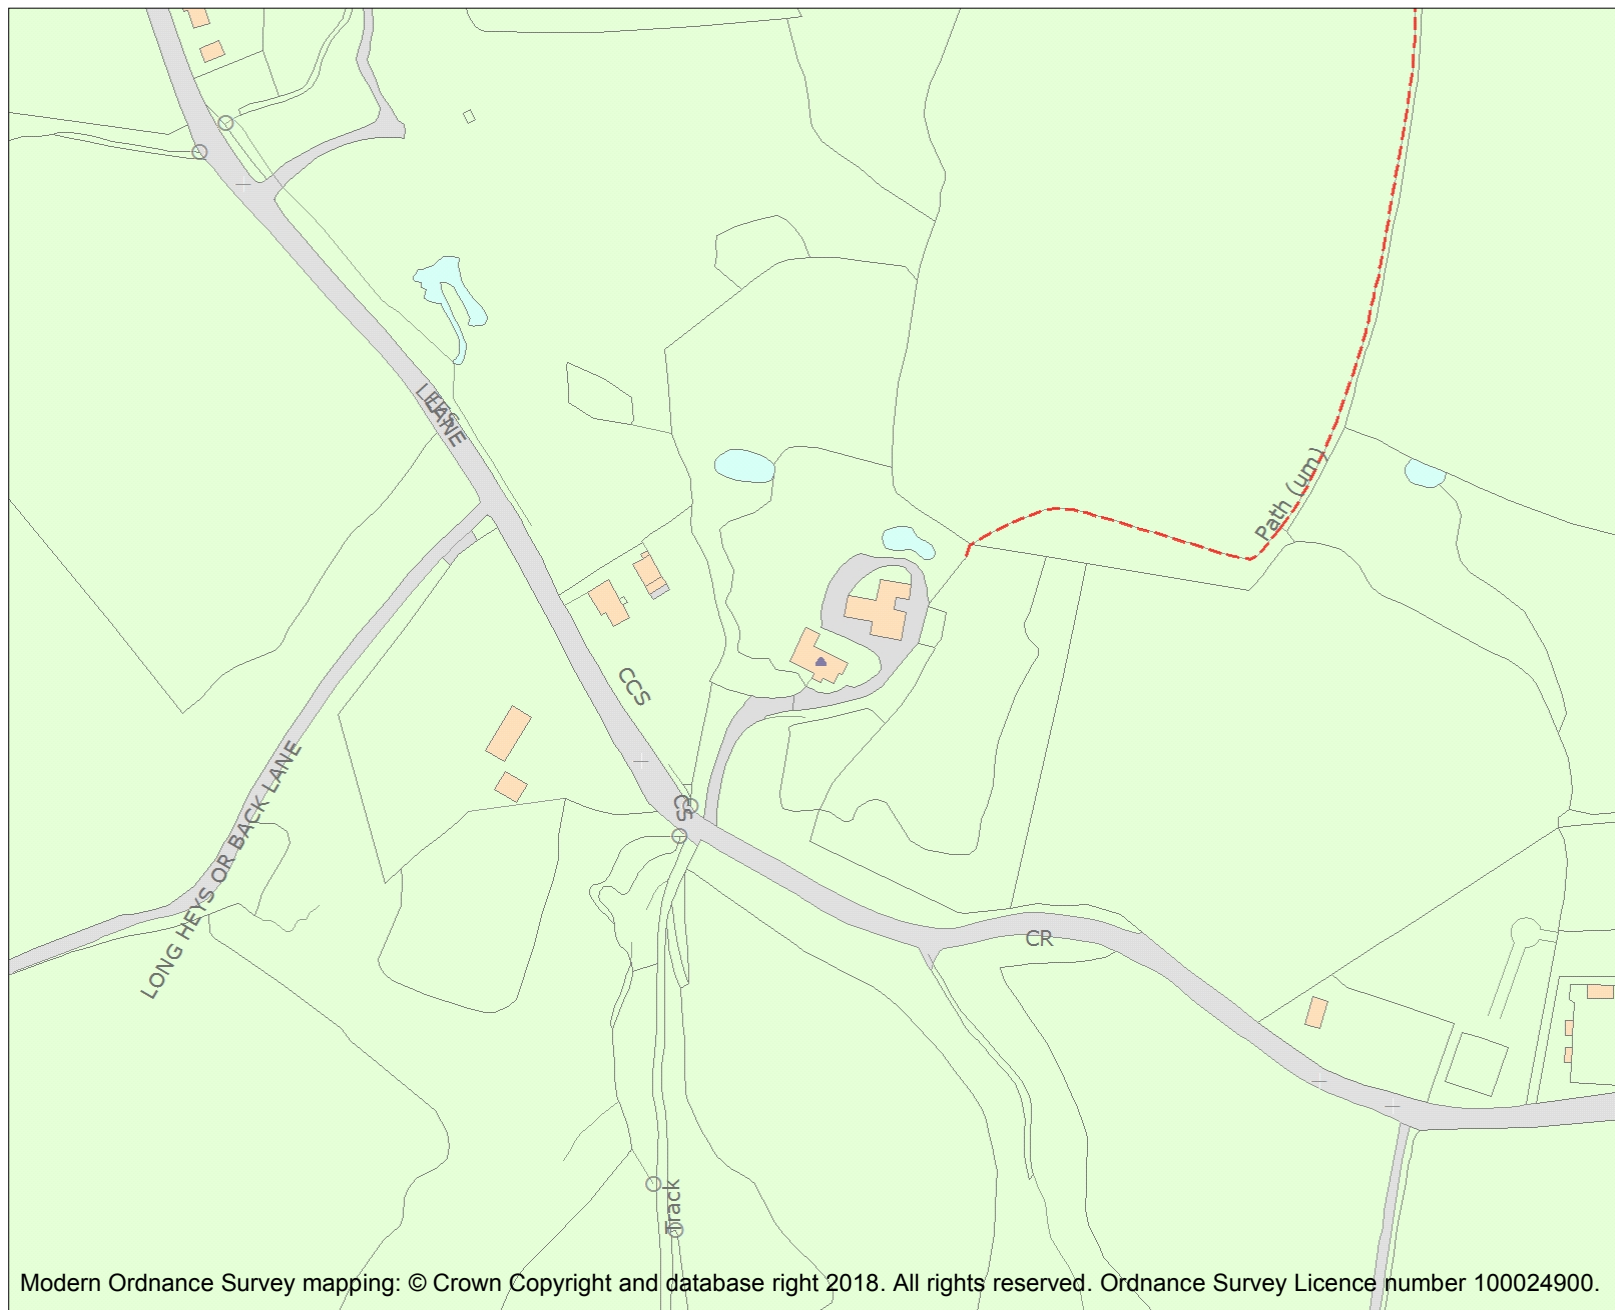 LEES
LANE
Path (um)
CCS
CS
LONG HEYS OR BACK LANE
CR
Track
Modern Ordnance Survey mapping: © Crown Copyright and database right 2018. All rights reserved. Ordnance Survey Licence number 100024900.